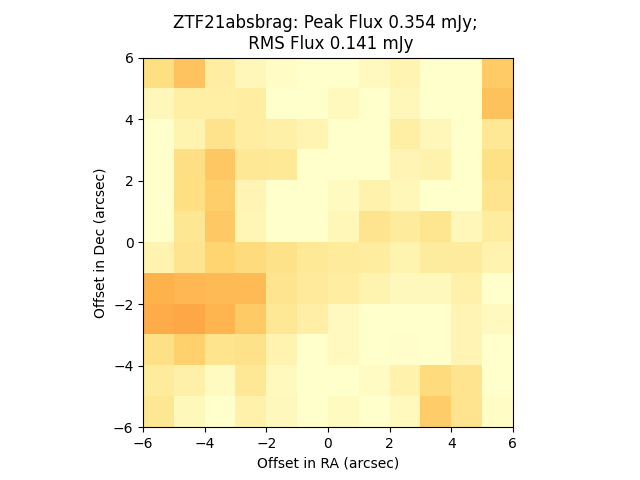 ZTF21absbrag: Peak Flux 0.354 mJy;
RMS Flux 0.141 mJy
6
4
2
0
−2
−4
−6
Offset in Dec (arcsec)
−6 −4 −2 0 2 4 6
Offset in RA (arcsec)